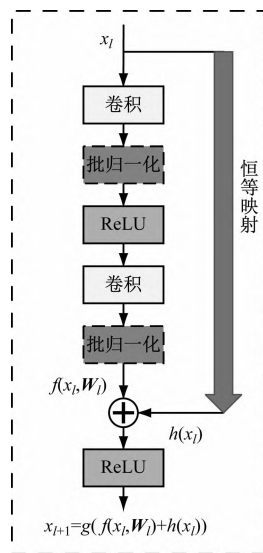 x_l
卷积
批归一化
ReLU
卷积
批归一化
f(x_l,W_l)
h(x_l)
ReLU
x_{l+1}=g( f(x_l,W_l)+h(x_l))
恒等映射